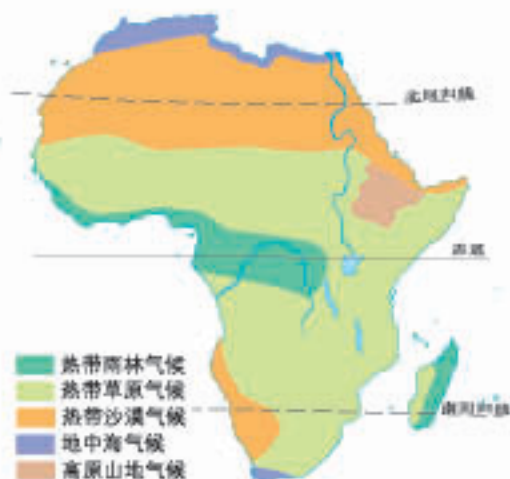 北回归线
赤道
南回归线
热带雨林气候
热带草原气候
热带沙漠气候
地中海气候
高原山地气候